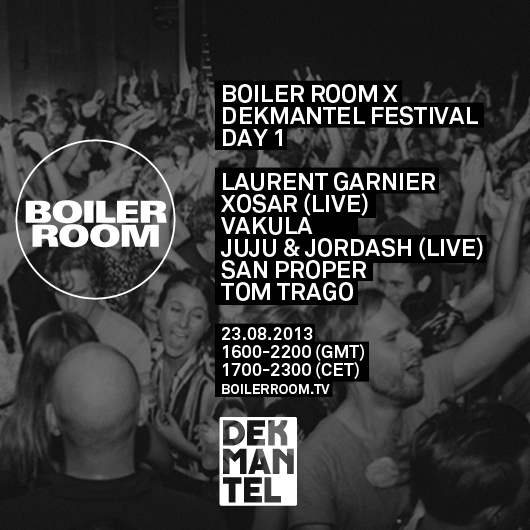 BOILER ROOM X
DEKMANTEL FESTIVAL
DAY 1
LAURENT GARNIER
XOSAR (LIVE)
VAKULA
JUJU & JORDASH (LIVE)
SAN PROPER
TOM TRAGO
23.08.2013
1600-2200 (GMT)
1700-2300 (CET)
BOILERROOM.TV
BOILER
ROOM
DEK
MAN
TEL